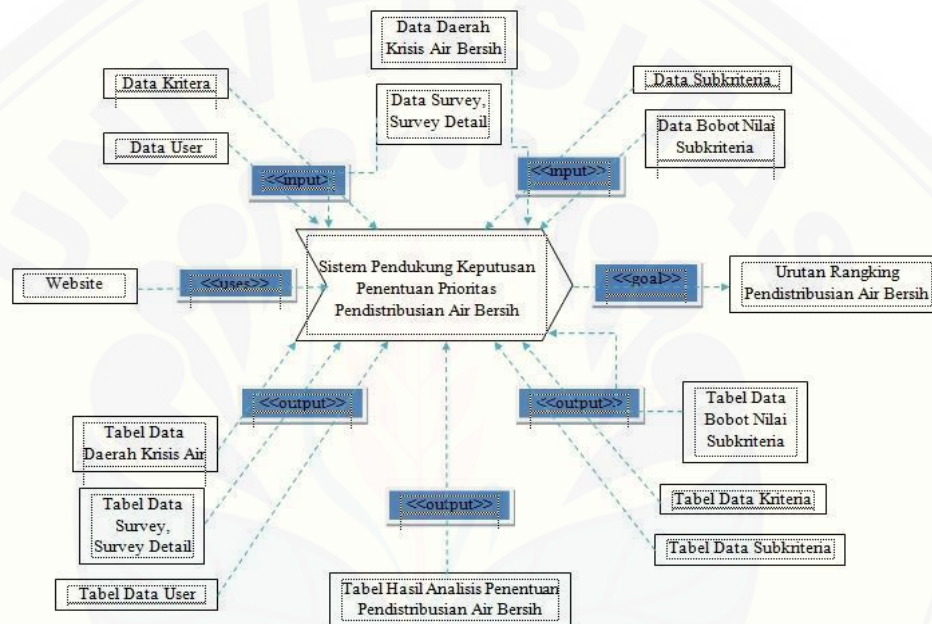 Data Daerah
Krisis Air Bersih
Data Kritera
Data Subkriteria
Data Survey,
Survey Detail
Data Bobot Nilai
Subkriteria
Data User
<<input>
<<input>>
Sistem Pendukung Keputusan
Penentuan Prioritas
Pendistribusian Air Bersih
Website
<<uses>>
<<goal>>
Urutan Rangking
Pendistribusian Air Bersih
<<output>>
<<output>>
Tabel Data
Bobot Nilai
Subkriteria
Tabel Data
Daerah Krisis Air
Tabel Data
Survey,
Survey Detail
<<output>>
Tabel Data Kriteria
Tabel Data Subkriteria
Tabel Data User
Tabel Hasil Analisis Penentuan
Pendistribusian Air Bersih
UNIVERSITAS